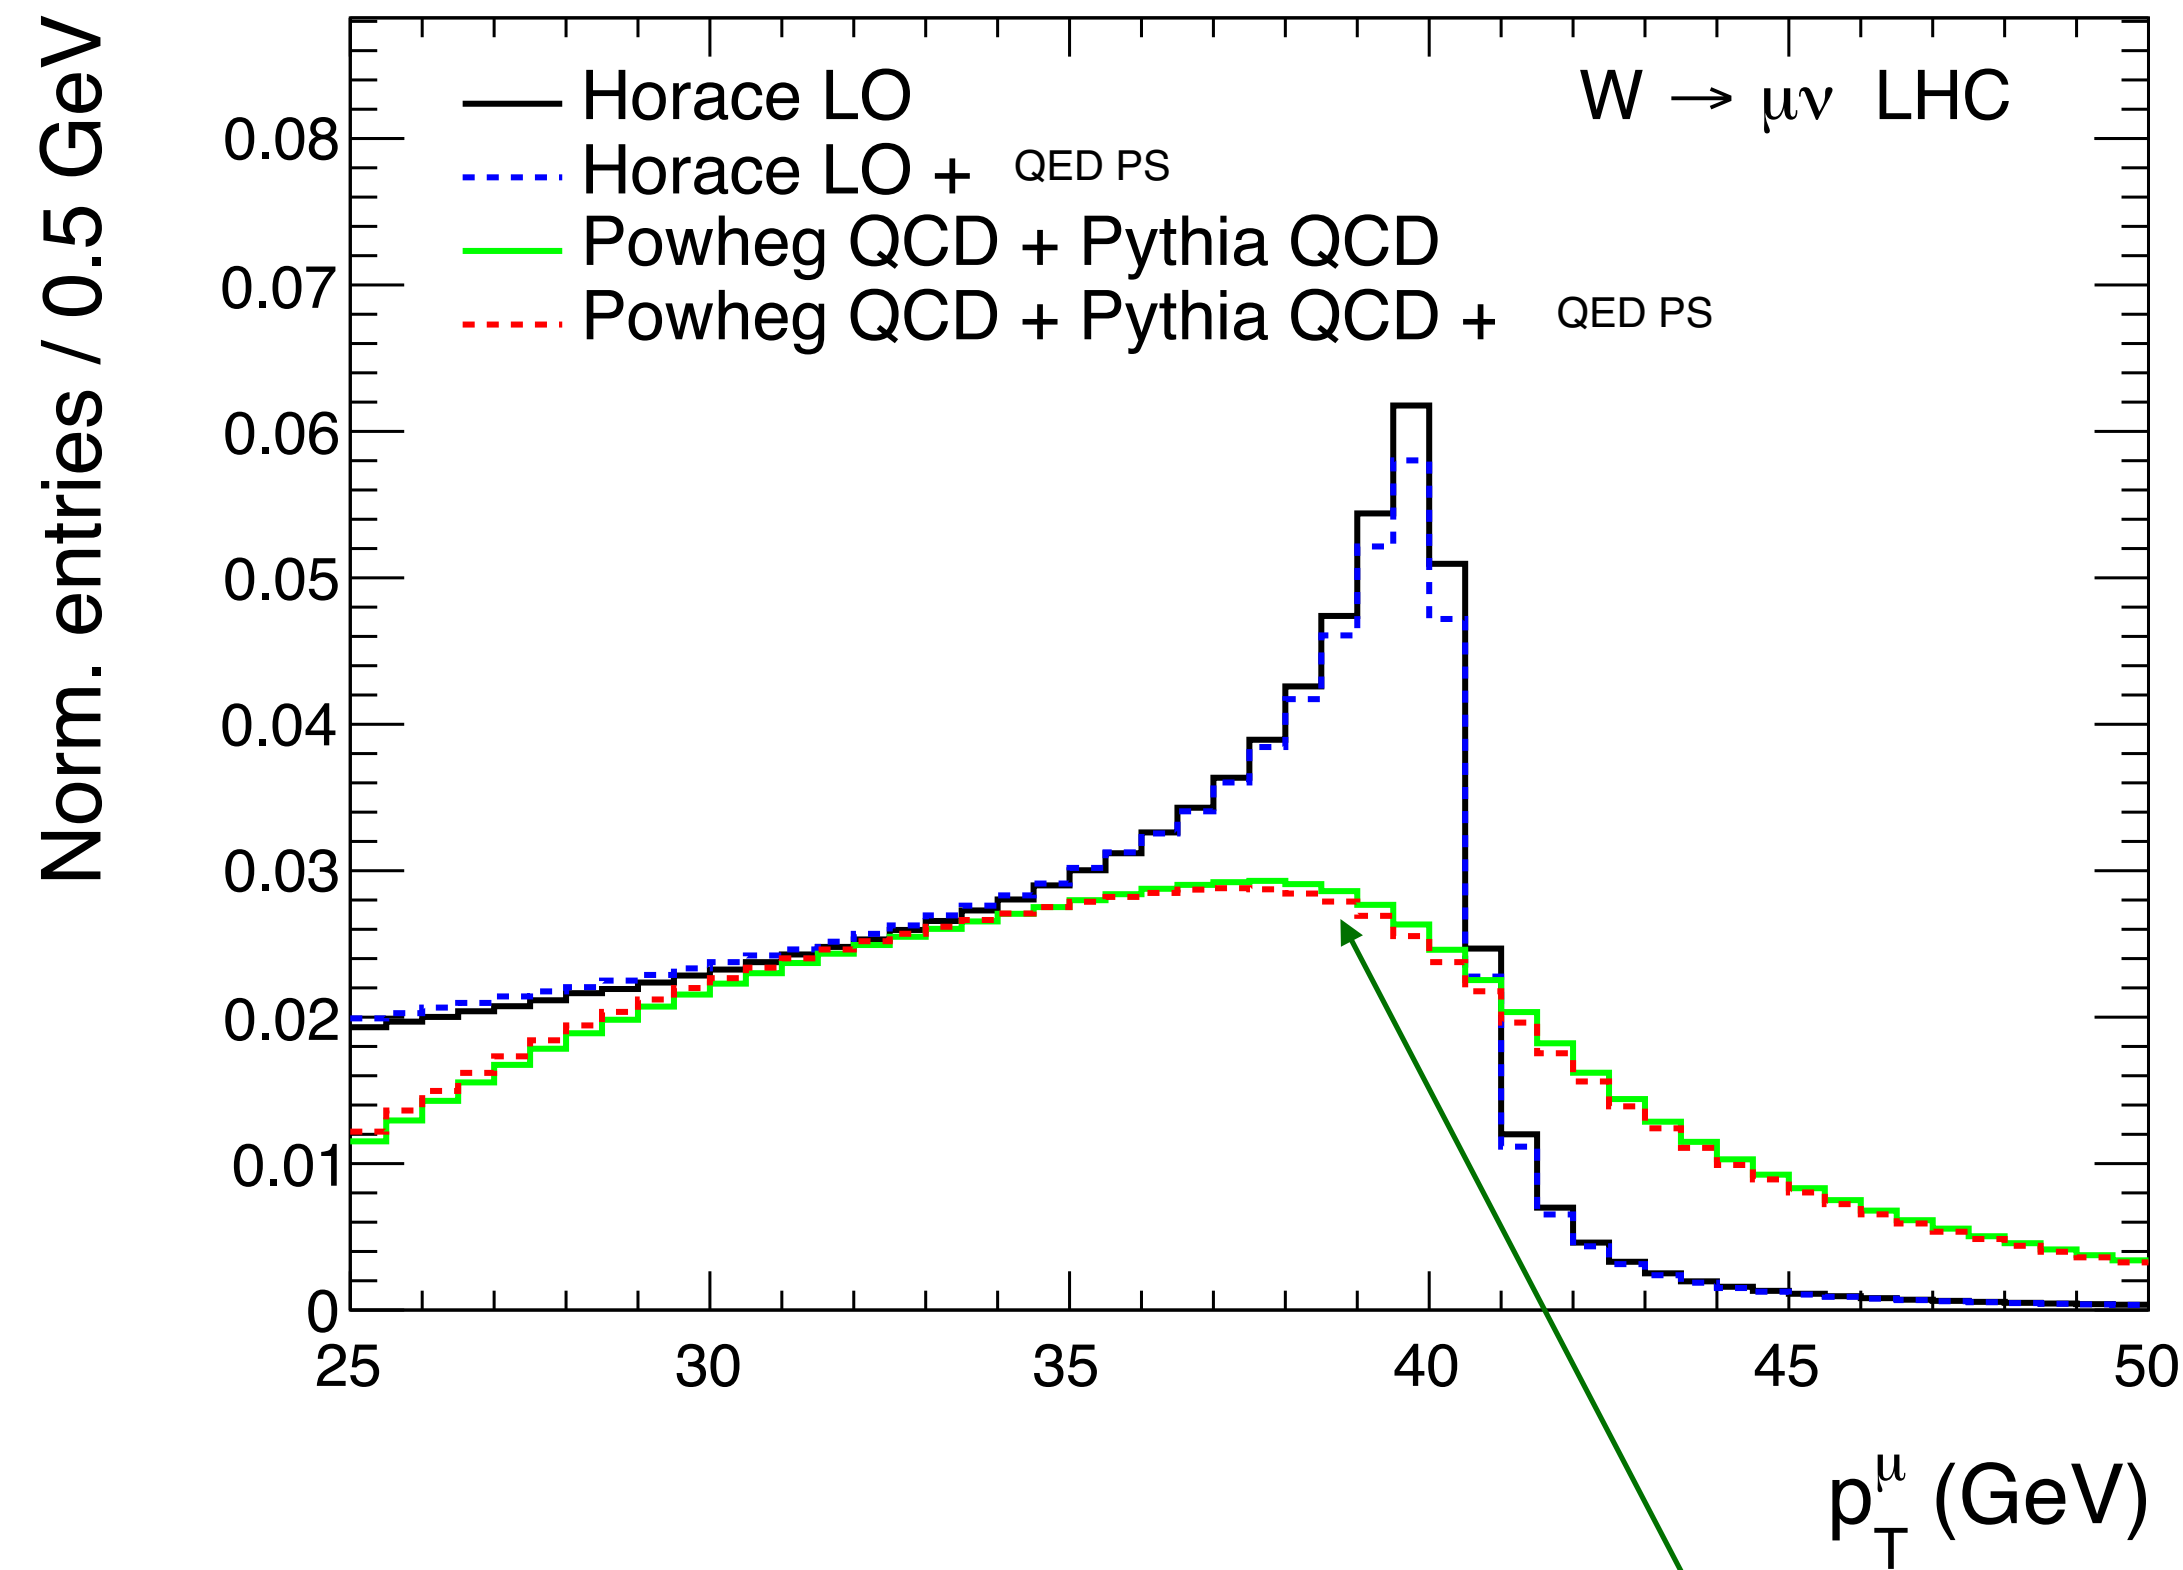 Norm. entries / 0.5 GeV
Horace LO
Horace LO + QED PS
Powheg QCD + Pythia QCD
Powheg QCD + Pythia QCD + QED PS
W → μν LHC
0.08
0.07
0.06
0.05
0.04
0.03
0.02
0.01
0
25 30 35 40 45 50
p_T^μ (GeV)